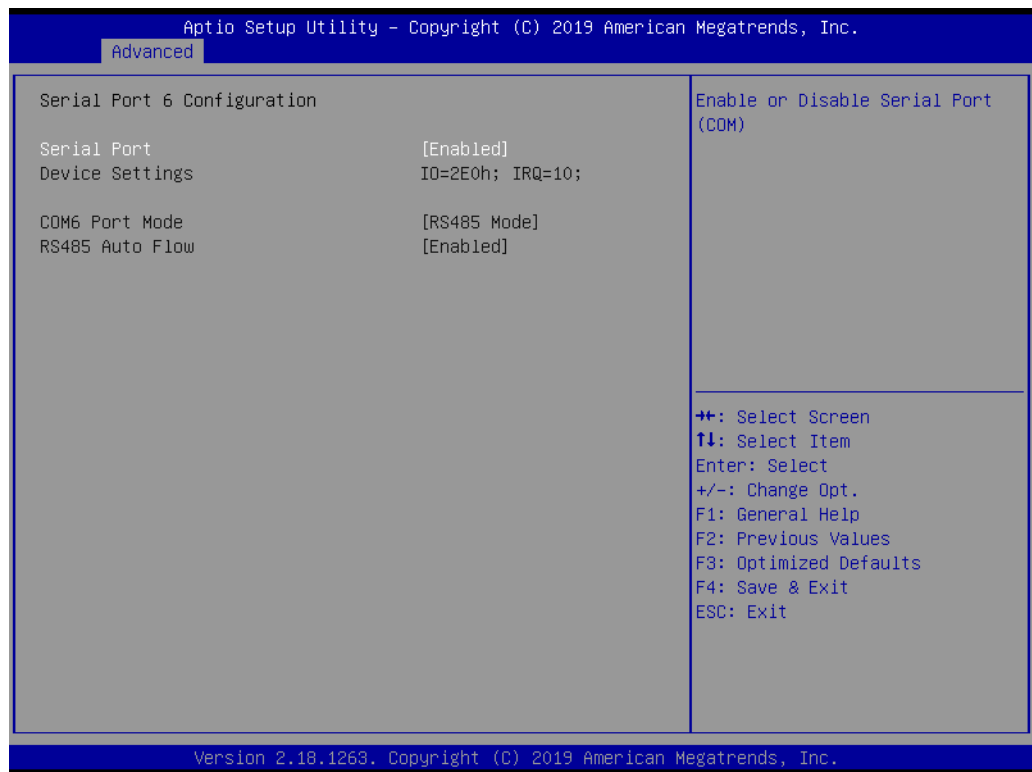 Aptio Setup Utility – Copyright (C) 2019 American Megatrends, Inc.
Advanced
Serial Port 6 Configuration
Serial Port [Enabled]
Device Settings IO=2E0h; IRQ=10;
COM6 Port Mode [RS485 Mode]
RS485 Auto Flow [Enabled]
Enable or Disable Serial Port
(COM)
→←: Select Screen
↑↓: Select Item
Enter: Select
+/-: Change Opt.
F1: General Help
F2: Previous Values
F3: Optimized Defaults
F4: Save & Exit
ESC: Exit
Version 2.18.1263. Copyright (C) 2019 American Megatrends, Inc.